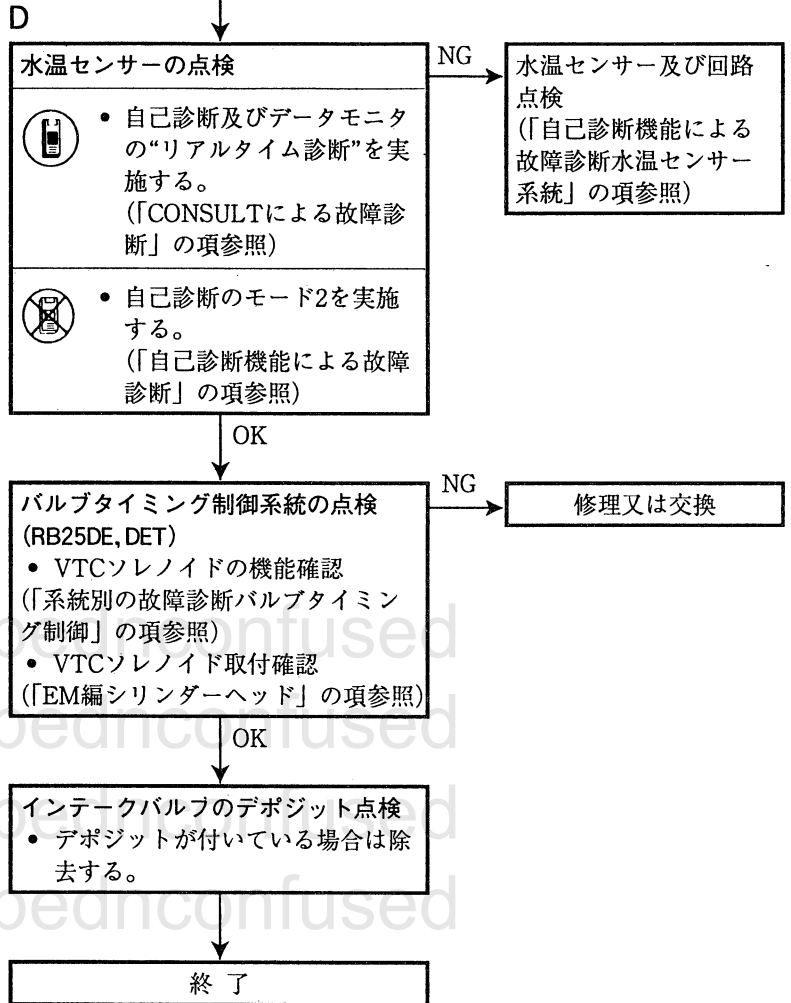 D
水温センサーの点検
NG
水温センサー及び回路
点検
(「自己診断機能による
故障診断水温センサー
系統」の項参照)
• 自己診断及びデータモニタ
の“リアルタイム診断”を実
施する。
(「CONSULTによる故障診
断」の項参照)
• 自己診断のモード2を実施
する。
(「自己診断機能による故障
診断」の項参照)
OK
バルブタイミング制御系統の点検
(RB25DE, DET)
• VTCソレノイドの機能確認
(「系統別の故障診断バルブタイミン
グ制御」の項参照)
• VTCソレノイド取付確認
(「EM編シリンダーヘッド」の項参照)
NG
修理又は交換
OK
インテークバルブのデポジット点検
• デポジットが付いている場合は除
去する。
終了
pednconfused
pednconfused
pednconfused
pednconfused